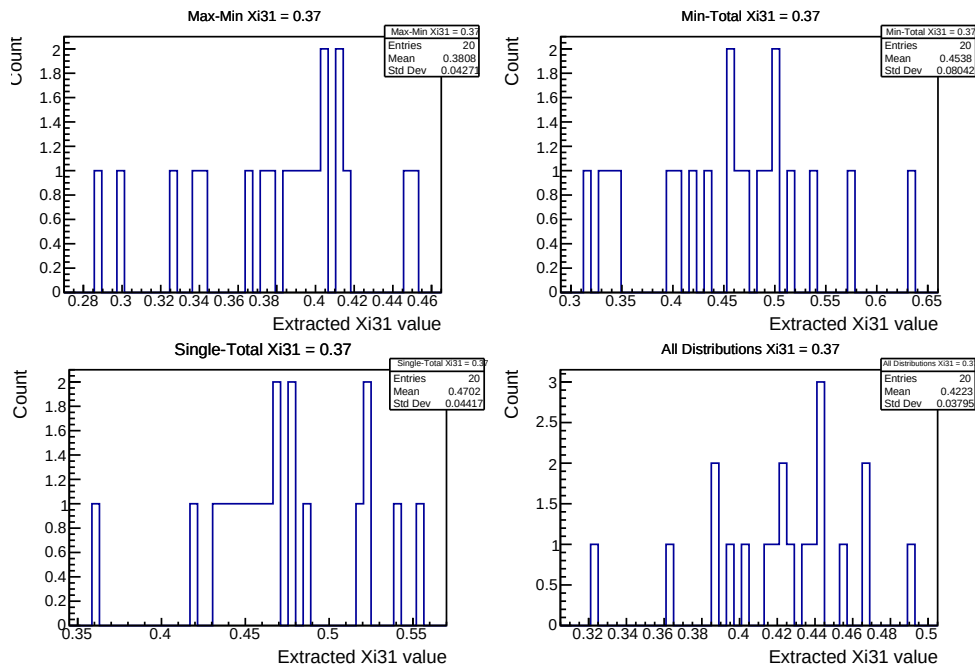 Max-Min Xi31 = 0.37
Max-Min Xi31 = 0.37
Entries 20
Mean 0.3808
Std Dev 0.04271
Count
2
1.8
1.6
1.4
1.2
1
0.8
0.6
0.4
0.2
0
0.28 0.3 0.32 0.34 0.36 0.38 0.4 0.42 0.44 0.46
Extracted Xi31 value
Min-Total Xi31 = 0.37
Min-Total Xi31 = 0.37
Entries 20
Mean 0.4538
Std Dev 0.08042
Count
2
1.8
1.6
1.4
1.2
1
0.8
0.6
0.4
0.2
0
0.3 0.35 0.4 0.45 0.5 0.55 0.6 0.65
Extracted Xi31 value
Single-Total Xi31 = 0.37
Single-Total Xi31 = 0.37
Entries 20
Mean 0.4702
Std Dev 0.04417
Count
2
1.8
1.6
1.4
1.2
1
0.8
0.6
0.4
0.2
0
0.35 0.4 0.45 0.5 0.55
Extracted Xi31 value
All Distributions Xi31 = 0.37
All Distributions Xi31 = 0.3
Entries 20
Mean 0.4223
Std Dev 0.03795
Count
3
2.5
2
1.5
1
0.5
0
0.32 0.34 0.36 0.38 0.4 0.42 0.44 0.46 0.48 0.5
Extracted Xi31 value